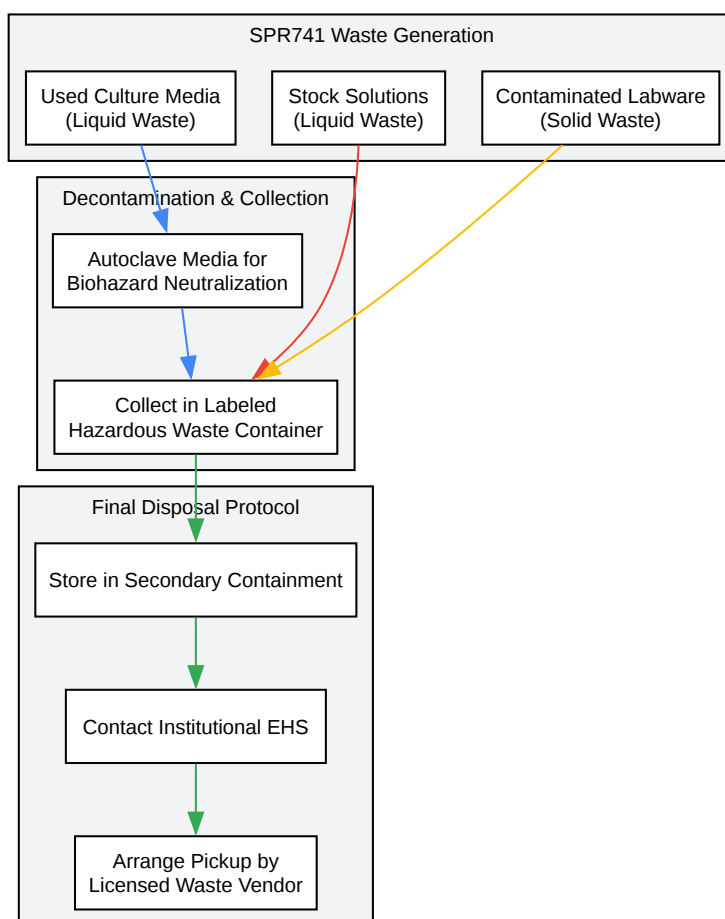 SPR741 Waste Generation
Used Culture Media
(Liquid Waste)
Stock Solutions
(Liquid Waste)
Contaminated Labware
(Solid Waste)
Decontamination & Collection
Autoclave Media for
Biohazard Neutralization
Collect in Labeled
Hazardous Waste Container
Final Disposal Protocol
Store in Secondary Containment
Contact Institutional EHS
Arrange Pickup by
Licensed Waste Vendor